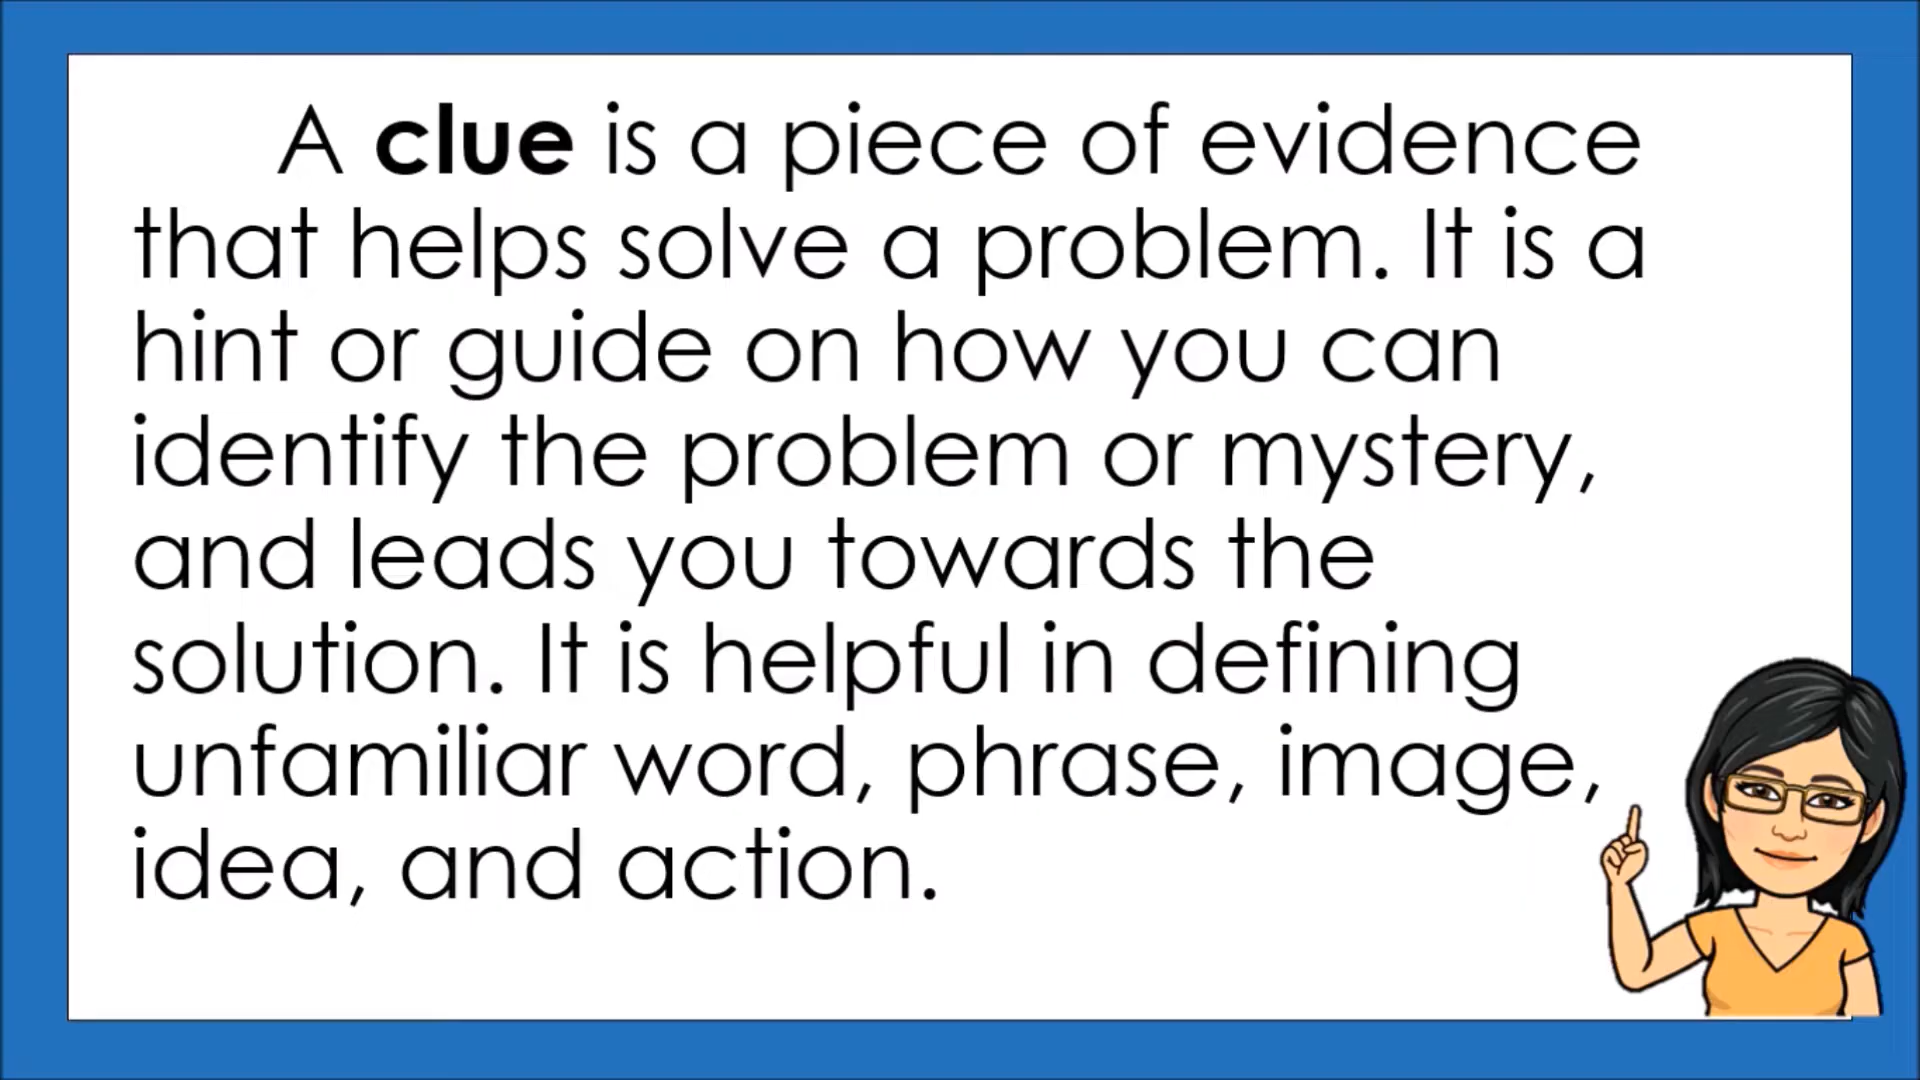 A clue is a piece of evidence
that helps solve a problem. It is a
hint or guide on how you can
identify the problem or mystery,
and leads you towards the
solution. It is helpful in defining
unfamiliar word, phrase, image,
idea, and action.